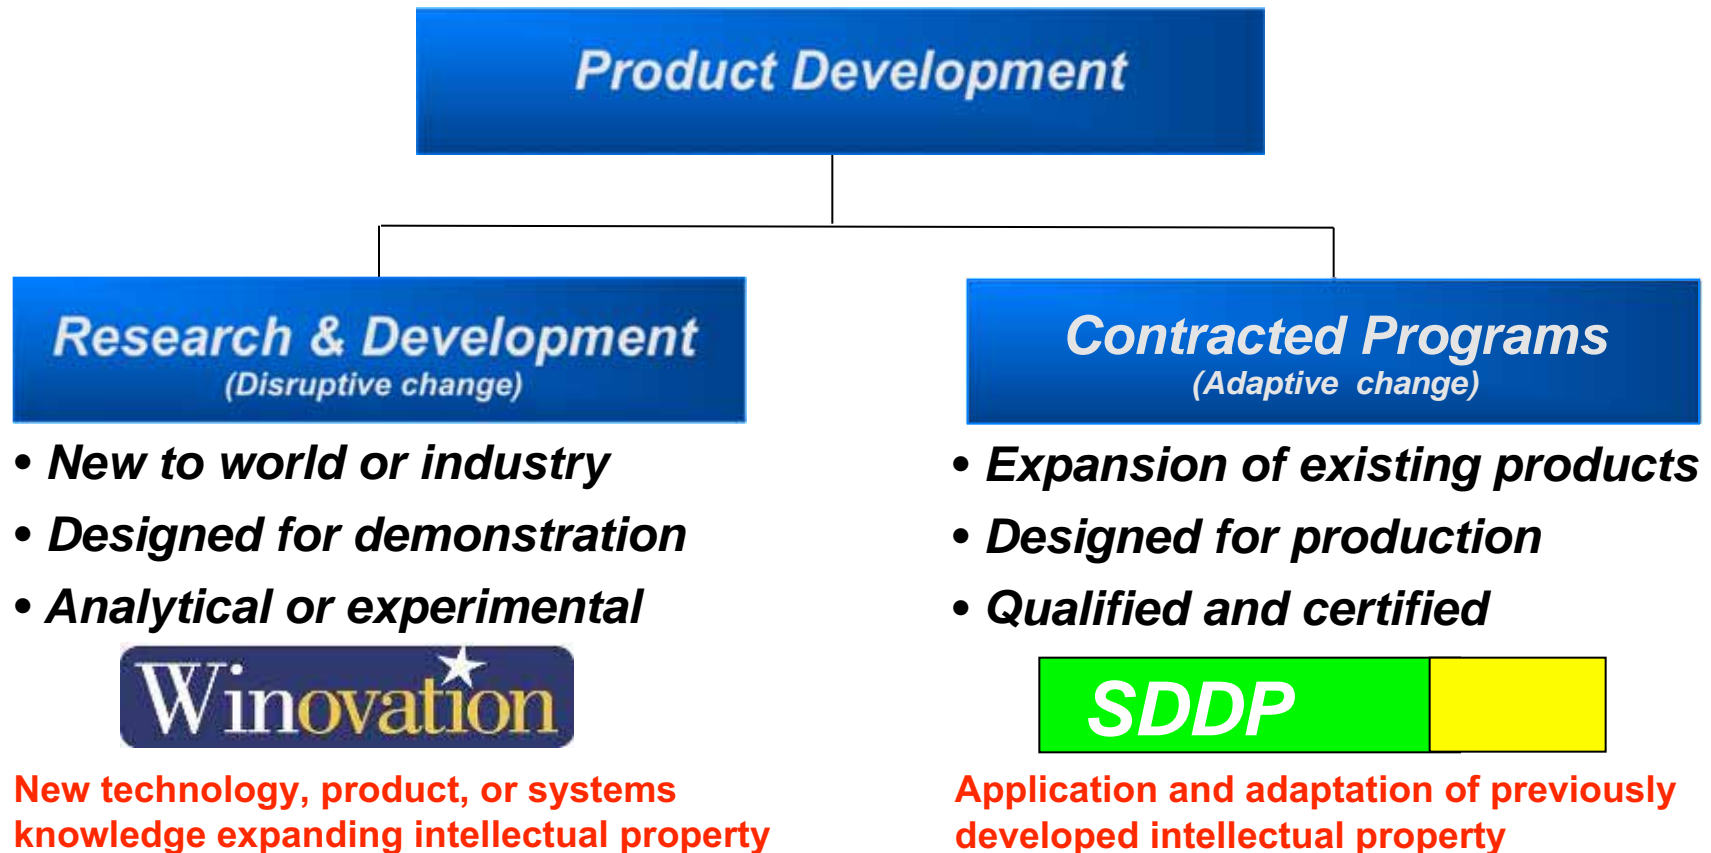 Product Development
Research & Development
(Disruptive change)
• New to world or industry
• Designed for demonstration
• Analytical or experimental
Winovation
New technology, product, or systems
knowledge expanding intellectual property
Contracted Programs
(Adaptive change)
• Expansion of existing products
• Designed for production
• Qualified and certified
SDDP
Application and adaptation of previously
developed intellectual property